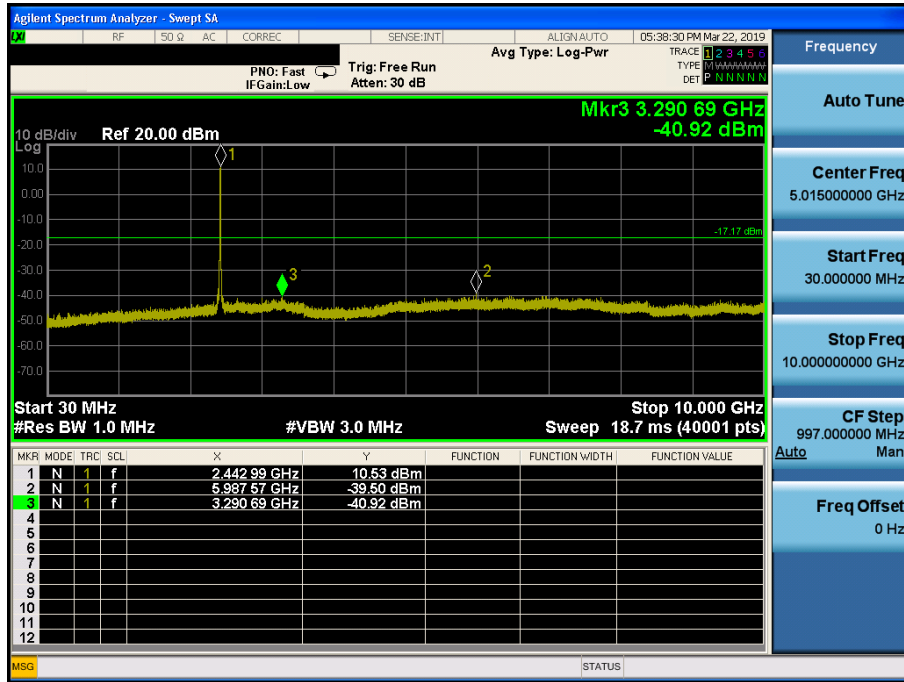 Agilent Spectrum Analyzer - Swept SA
LXI RF 50 Ω AC CORREC SENSE:INT ALIGN AUTO 05:38:30 PM Mar 22, 2019
Avg Type: Log-Pwr
TRACE 1 2 3 4 5 6
PNO: Fast Trig: Free Run
TYPE M
IFGain:Low Atten: 30 dB
DET P N N N N N
Mkr3 3.290 69 GHz
-40.92 dBm
10 dB/div Ref 20.00 dBm
Log
10.0
0.00
-10.0
-20.0
-30.0
-40.0
-50.0
-60.0
-70.0
1
-17.17 dBm
2
3
Start 30 MHz Stop 10.000 GHz
#Res BW 1.0 MHz #VBW 3.0 MHz Sweep 18.7 ms (40001 pts)
MKR MODE TRC SCL X Y FUNCTION FUNCTION WIDTH FUNCTION VALUE
1 N 1 f 2.442 99 GHz 10.53 dBm
2 N 1 f 5.987 57 GHz -39.50 dBm
3 N 1 f 3.290 69 GHz -40.92 dBm
4
5
6
7
8
9
10
11
12
MSG STATUS
Frequency
Auto Tune
Center Freq
5.015000000 GHz
Start Freq
30.000000 MHz
Stop Freq
10.000000000 GHz
CF Step
997.000000 MHz
Auto Man
Freq Offset
0 Hz